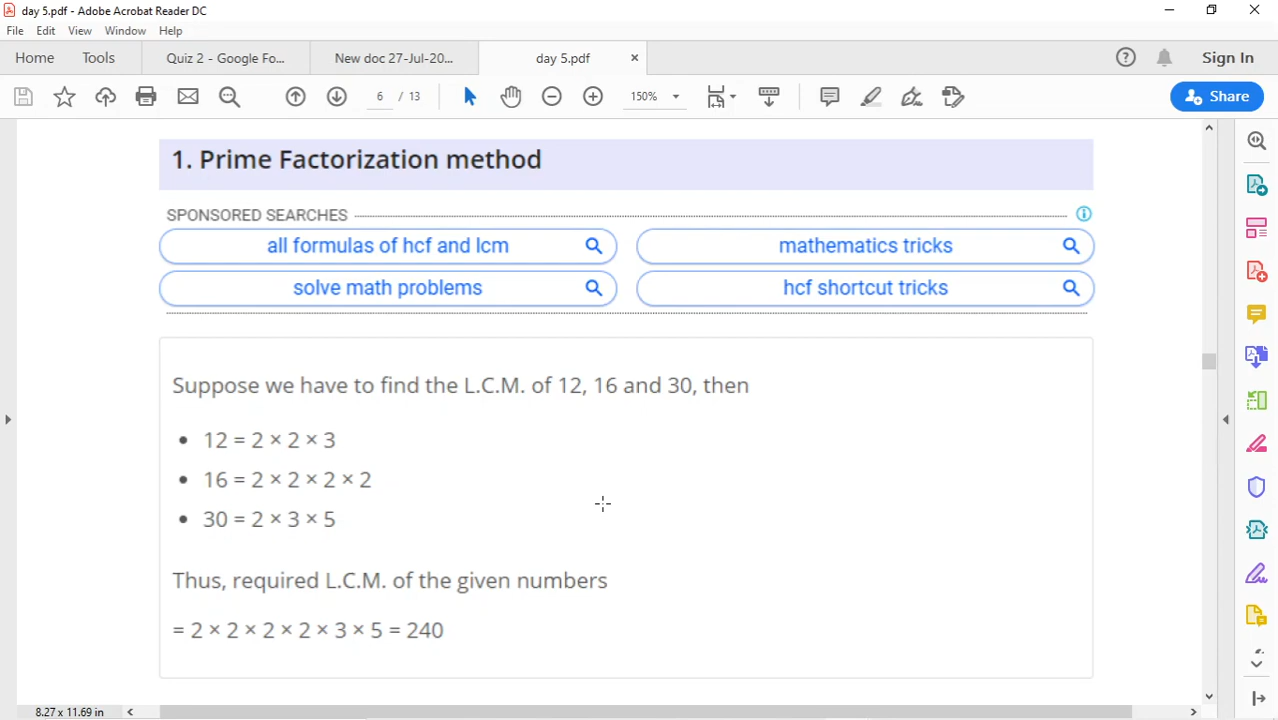 day 5.pdf - Adobe Acrobat Reader DC
File Edit View Window Help
Home Tools Quiz 2 - Google Fo... New doc 27-Jul-20... day 5.pdf × Sign In
6 / 13 150% Share
1. Prime Factorization method
SPONSORED SEARCHES
all formulas of hcf and lcm mathematics tricks
solve math problems hcf shortcut tricks
Suppose we have to find the L.C.M. of 12, 16 and 30, then
• 12 = 2 × 2 × 3
• 16 = 2 × 2 × 2 × 2
• 30 = 2 × 3 × 5
Thus, required L.C.M. of the given numbers
= 2 × 2 × 2 × 2 × 3 × 5 = 240
8.27 x 11.69 in